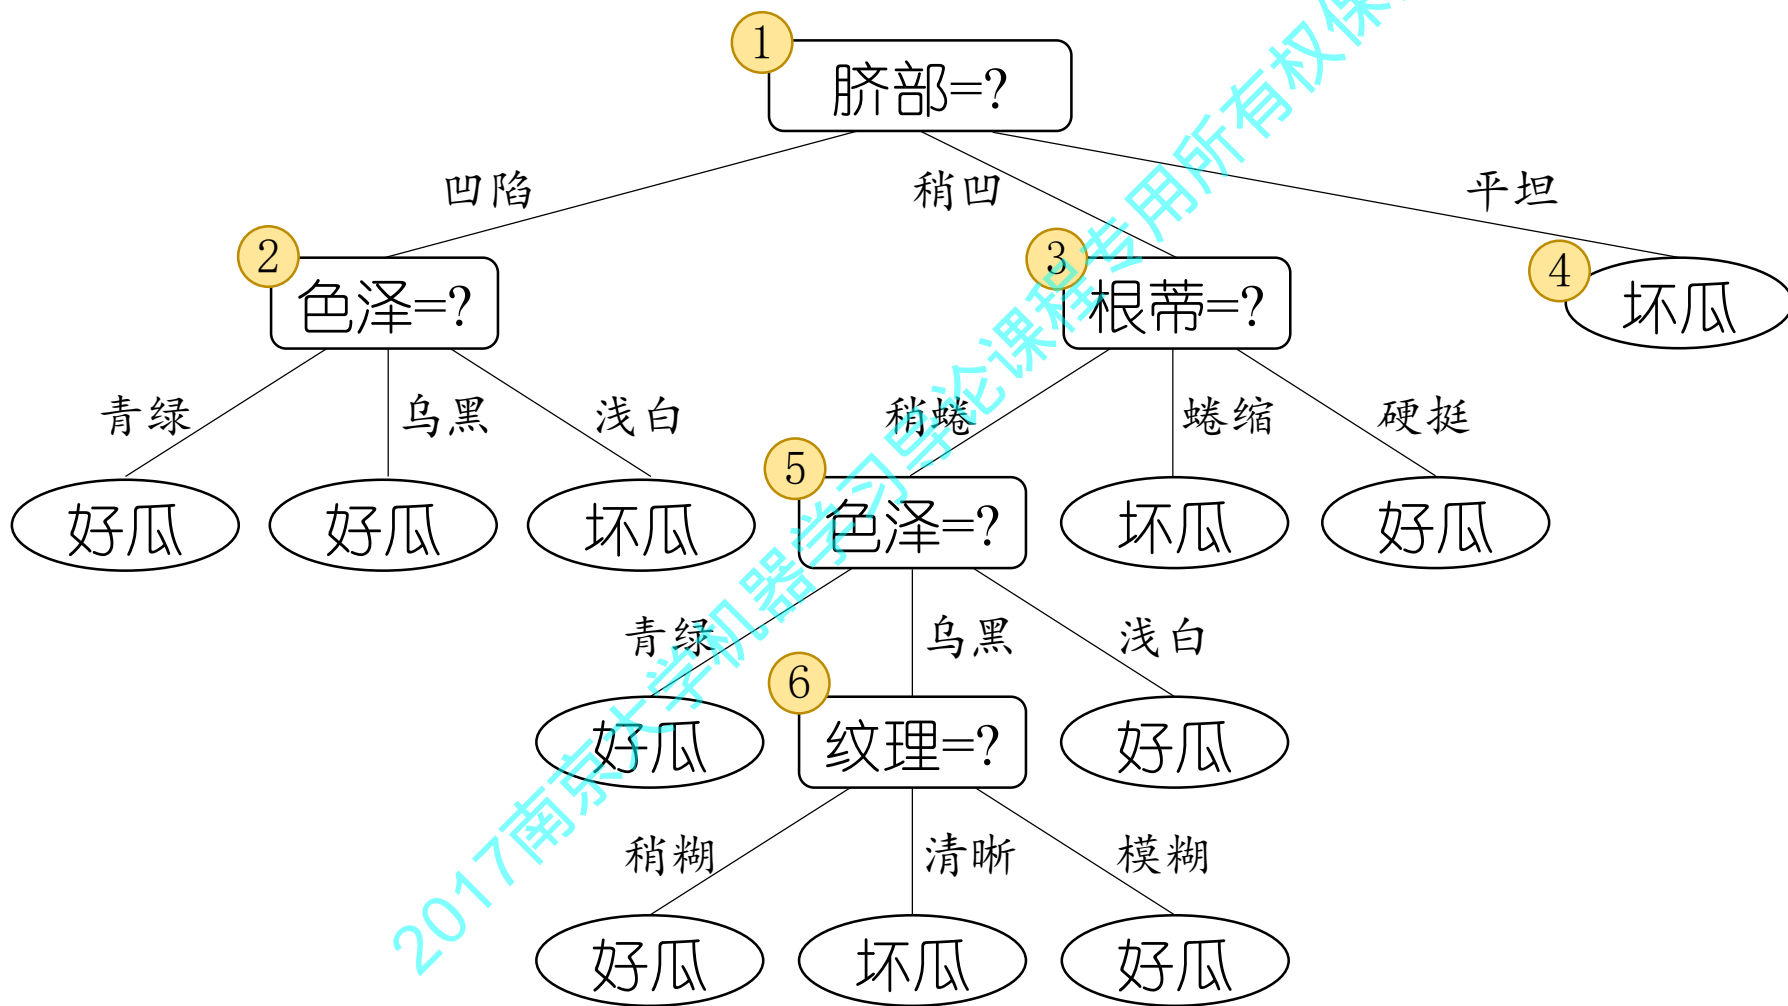 1
脐部=?
凹陷
稍凹
平坦
2
色泽=?
3
根蒂=?
4
坏瓜
青绿
乌黑
浅白
稍蜷
蜷缩
硬挺
好瓜
好瓜
坏瓜
5
色泽=?
坏瓜
好瓜
青绿
乌黑
浅白
好瓜
6
纹理=?
好瓜
稍糊
清晰
模糊
好瓜
坏瓜
好瓜
2017南京大学机器学习导论课程专用所有权保